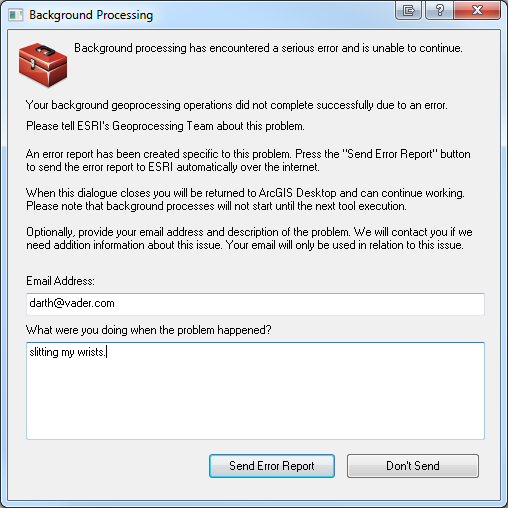 Background Processing
Background processing has encountered a serious error and is unable to continue.
Your background geoprocessing operations did not complete successfully due to an error.
Please tell ESRI's Geoprocessing Team about this problem.
An error report has been created specific to this problem. Press the "Send Error Report" button
to send the error report to ESRI automatically over the internet.
When this dialogue closes you will be returned to ArcGIS Desktop and can continue working.
Please note that background processes will not start until the next tool execution.
Optionally, provide your email address and description of the problem. We will contact you if we
need addition information about this issue. Your email will only be used in relation to this issue.
Email Address:
darth@vader.com
What were you doing when the problem happened?
slitting my wrists.
Send Error Report
Don't Send